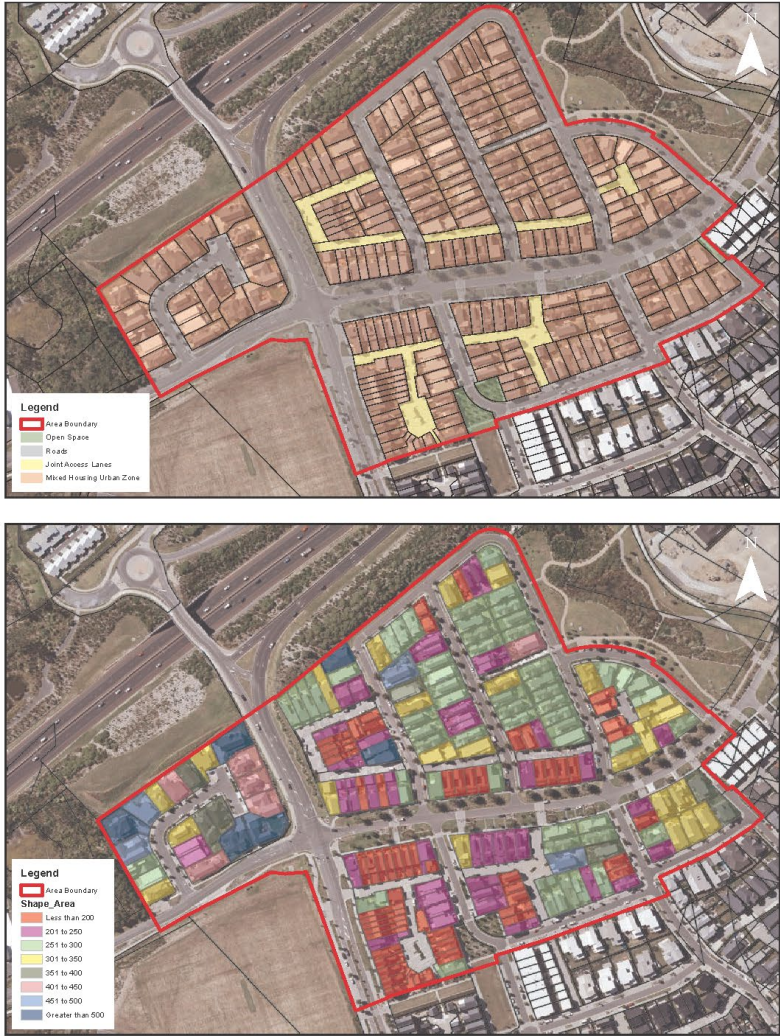 N
Legend
Area Boundary
Open Space
Roads
Joint Access Lanes
Mixed Housing Urban Zone
N
Legend
Area Boundary
Shape_Area
Less than 200
201 to 250
251 to 300
301 to 350
351 to 400
401 to 450
451 to 500
Greater than 500